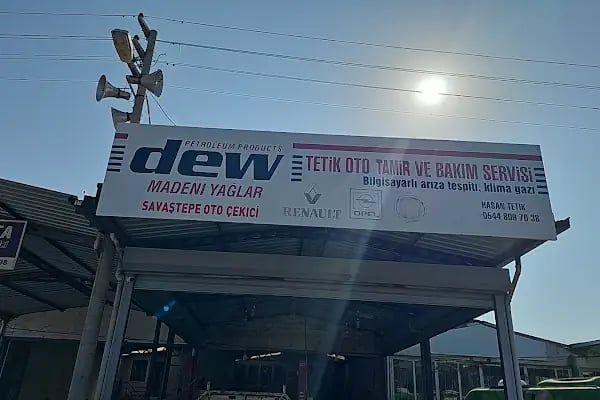 PETROLEUM PRODUCTS
dew
MADENİ YAĞLAR
SAVAŞTEPE OTO ÇEKİCİ
TETİK OTO TAMİR VE BAKIM SERVİSİ
Bilgisayarlı arıza tespiti. klima gazı
RENAULT
OPEL
HASAN TETİK
0544 808 70 38